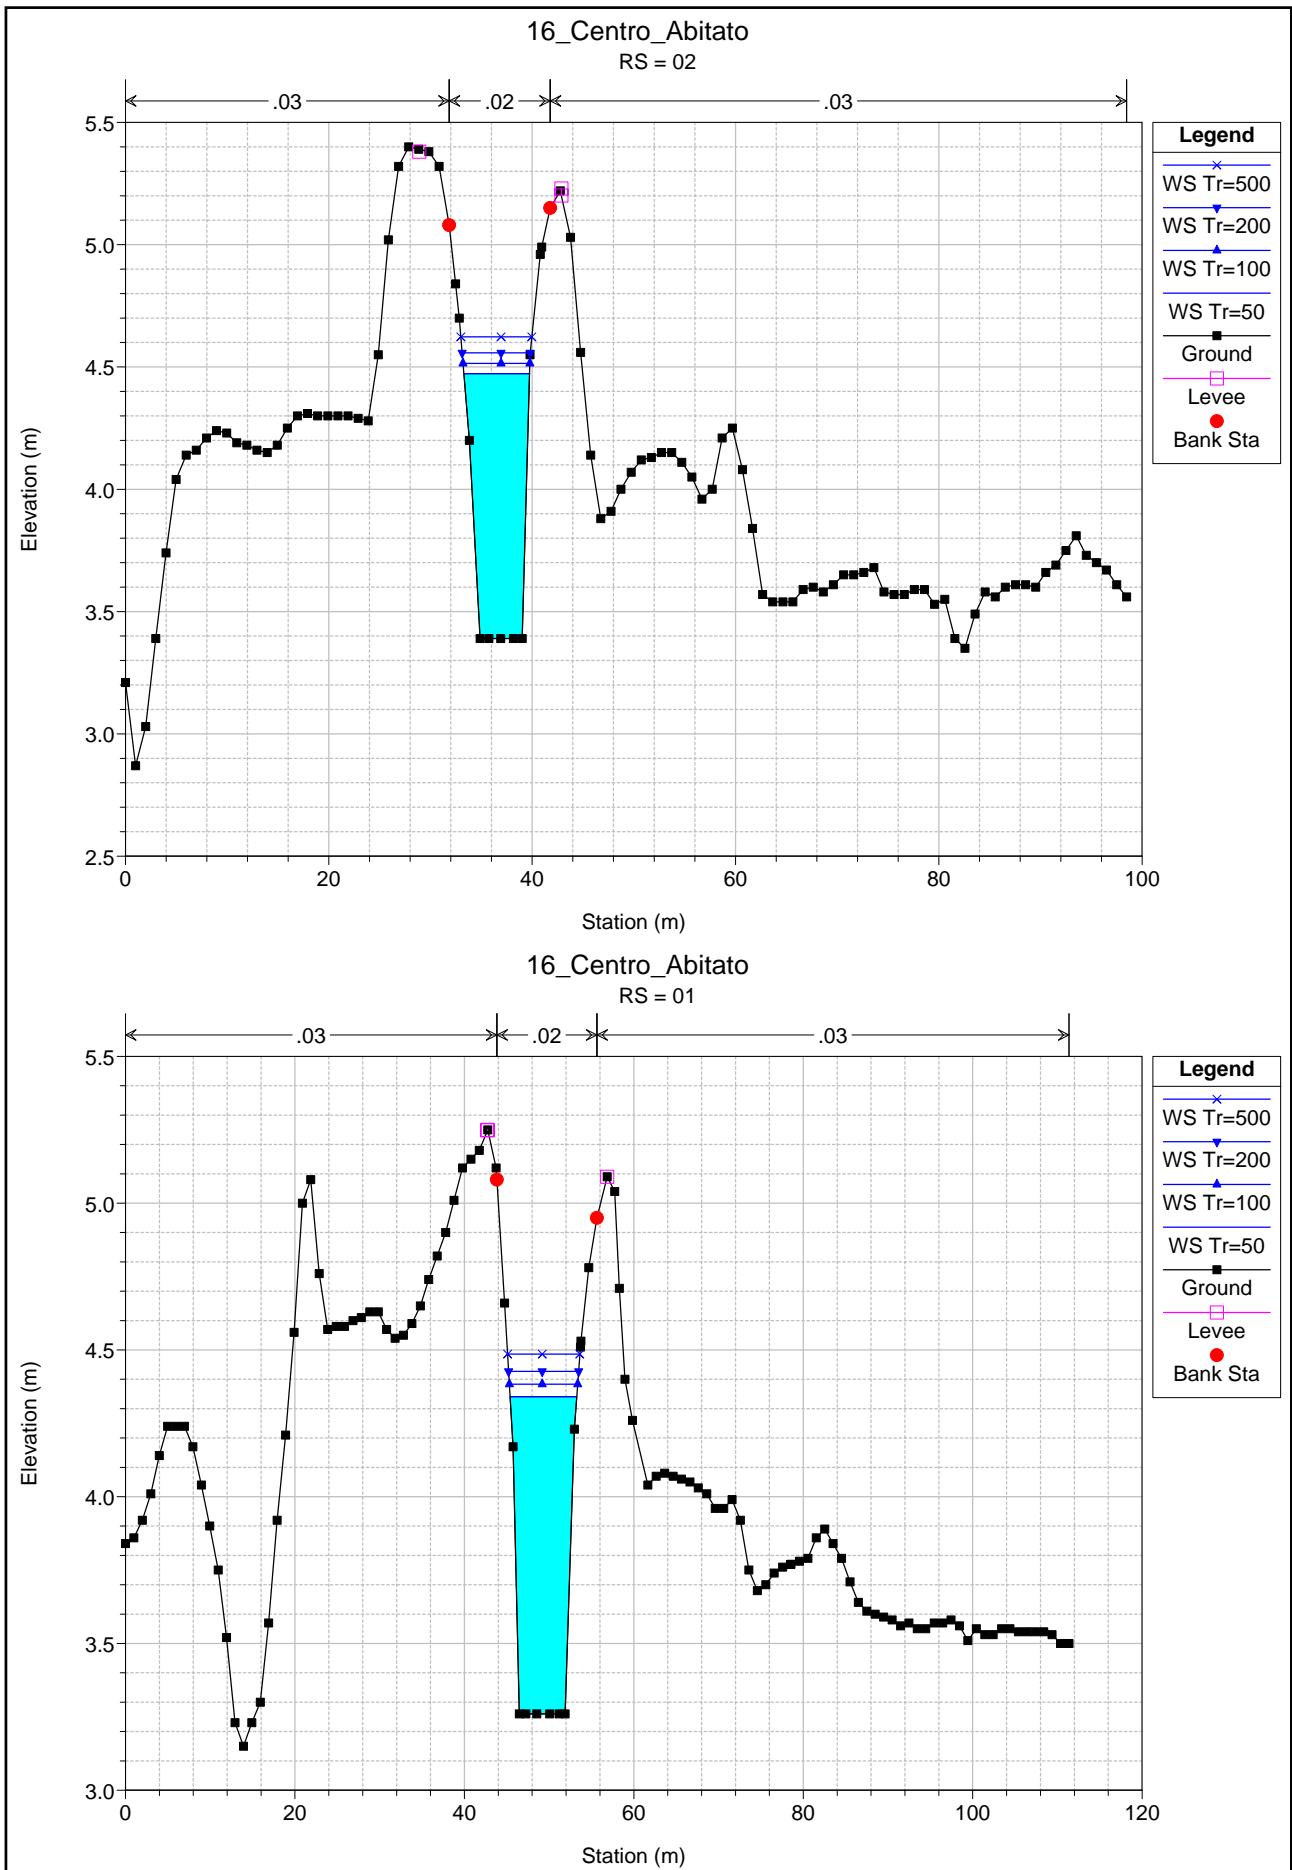 16_Centro_Abitato
RS = 02
.03
.02
.03
5.5
5.0
4.5
4.0
3.5
3.0
2.5
Elevation (m)
0
20
40
60
80
100
Station (m)
Legend
WS Tr=500
WS Tr=200
WS Tr=100
WS Tr=50
Ground
Levee
Bank Sta
16_Centro_Abitato
RS = 01
.03
.02
.03
5.5
5.0
4.5
4.0
3.5
3.0
Elevation (m)
0
20
40
60
80
100
120
Station (m)
Legend
WS Tr=500
WS Tr=200
WS Tr=100
WS Tr=50
Ground
Levee
Bank Sta